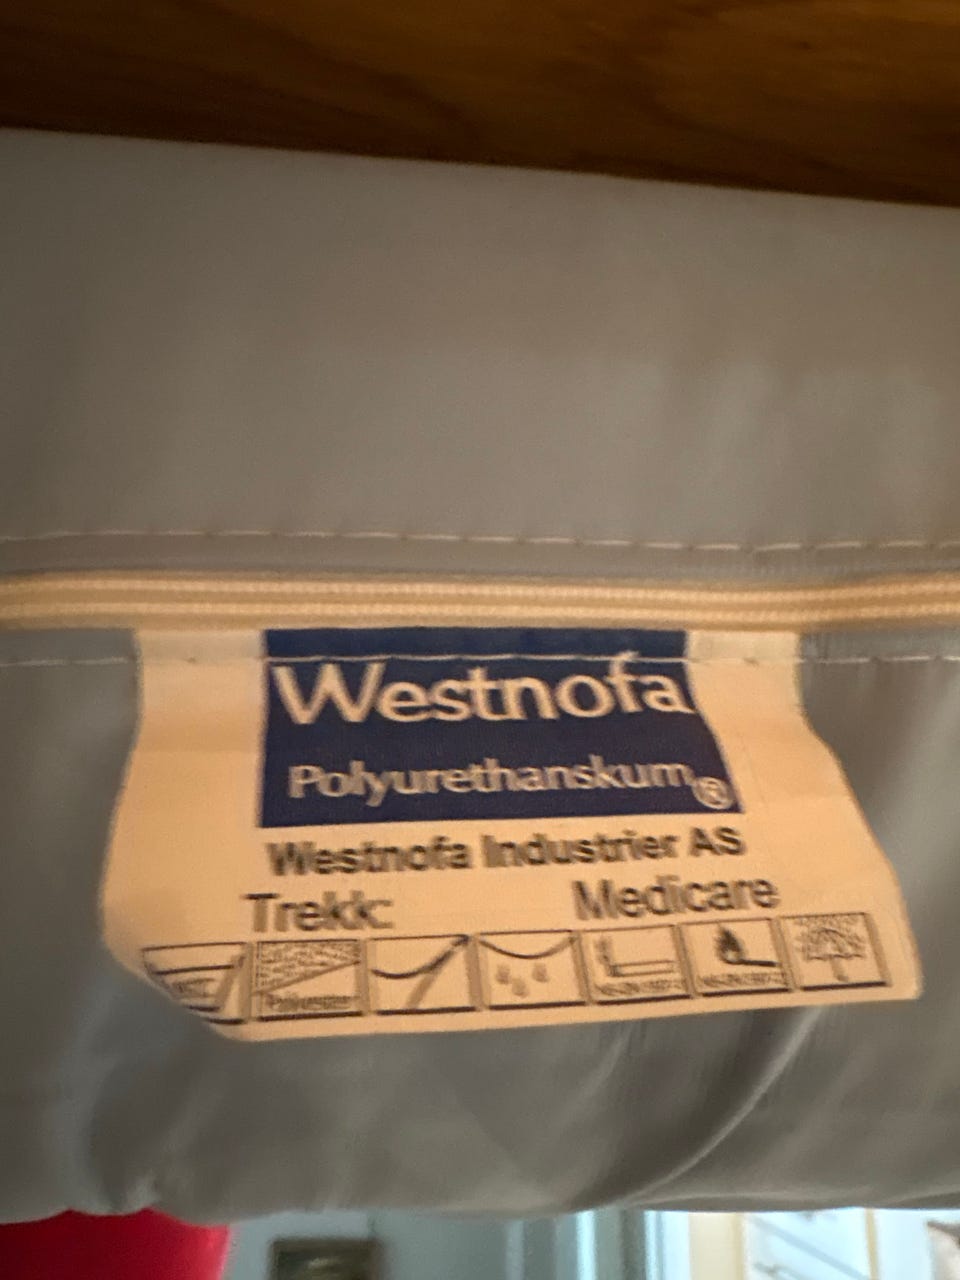 Westnofa
Polyurethanskum®
Westnofa Industrier AS
Trekk: Medicare
Polyester